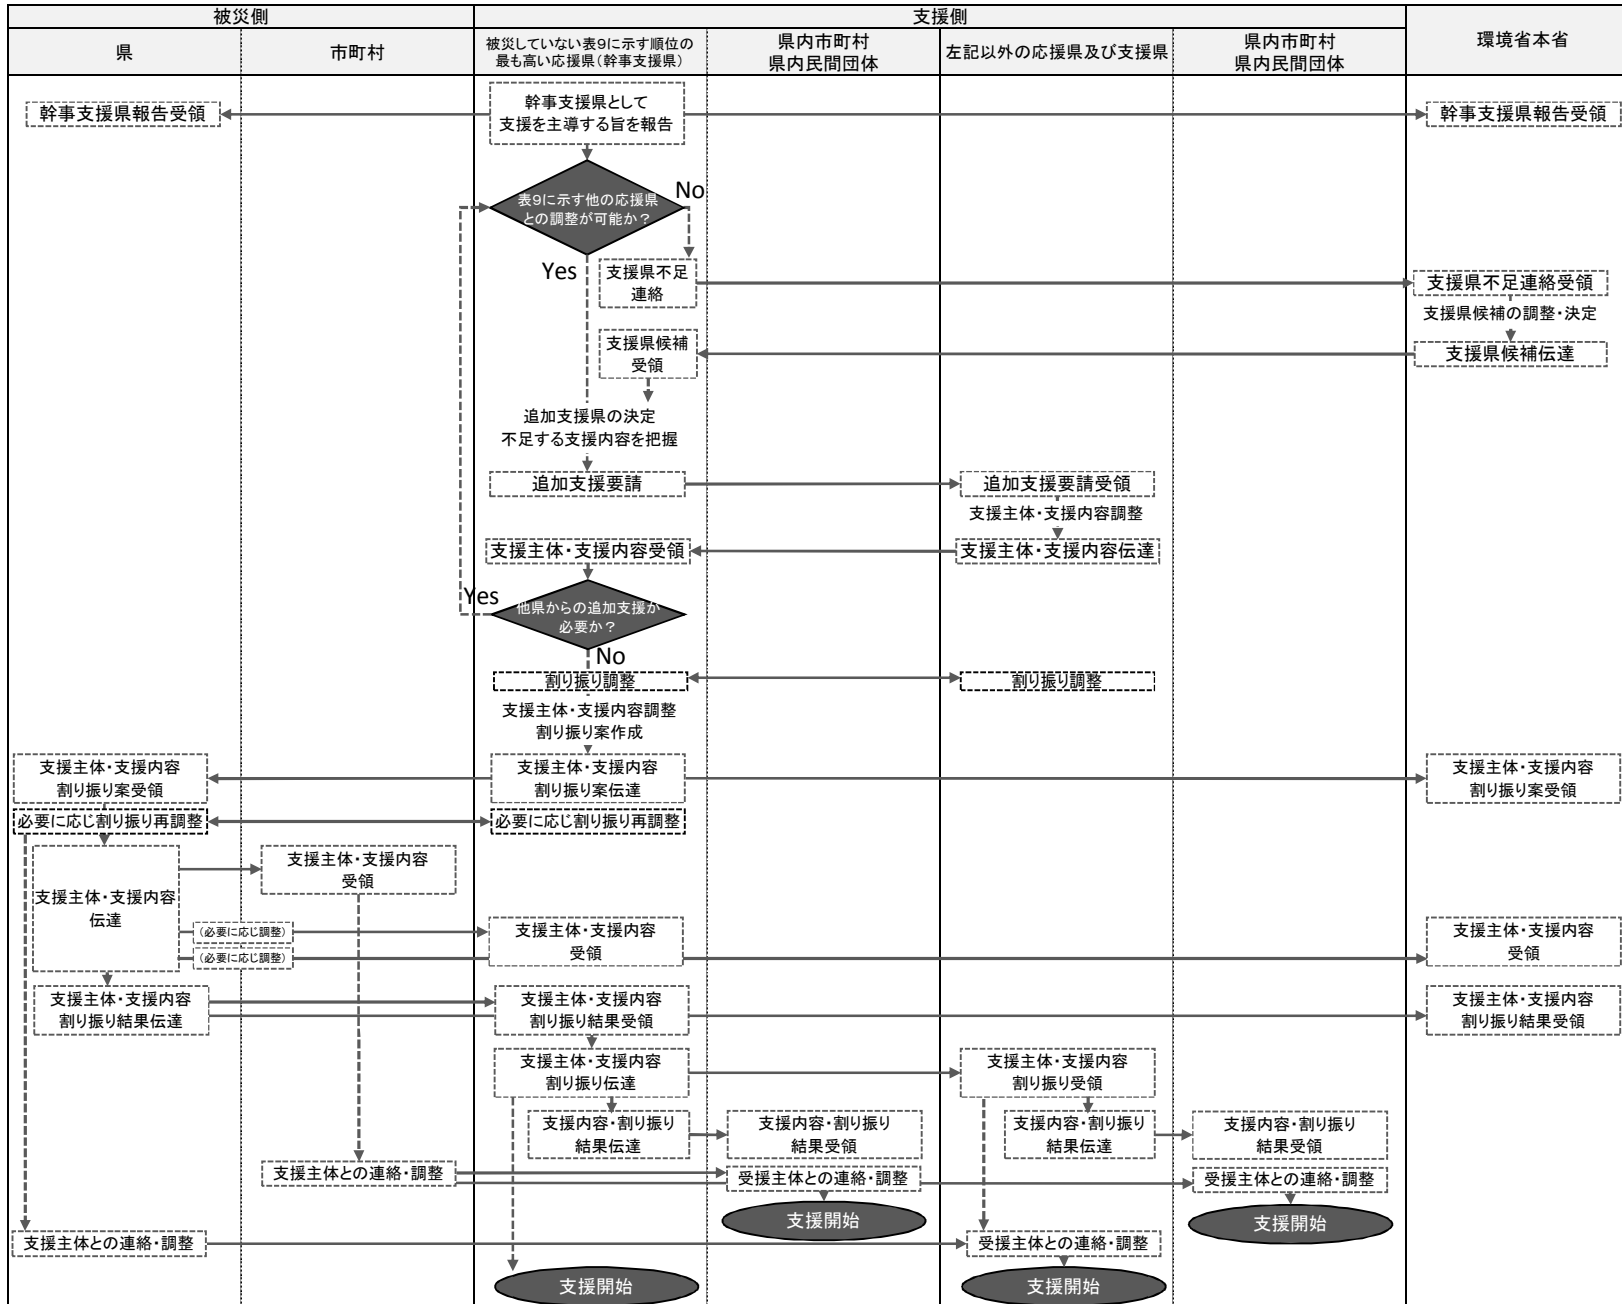 被災側
支援側
環境省本省
県
市町村
被災していない表9に示す順位の
最も高い応援県(幹事支援県)
県内市町村
県内民間団体
左記以外の応援県及び支援県
県内市町村
県内民間団体
幹事支援県報告受領
幹事支援県として
支援を主導する旨を報告
幹事支援県報告受領
表9に示す他の応援県
との調整が可能か?
No
Yes
支援県不足
連絡
支援県不足連絡受領
支援県候補の調整・決定
支援県候補
受領
支援県候補伝達
追加支援県の決定
不足する支援内容を把握
追加支援要請
追加支援要請受領
支援主体・支援内容調整
支援主体・支援内容受領
支援主体・支援内容伝達
Yes
他県からの追加支援か
必要か?
No
割り振り調整
割り振り調整
支援主体・支援内容調整
割り振り案作成
支援主体・支援内容
割り振り案受領
支援主体・支援内容
割り振り案伝達
支援主体・支援内容
割り振り案受領
必要に応じ割り振り再調整
必要に応じ割り振り再調整
支援主体・支援内容
伝達
支援主体・支援内容
受領
(必要に応じ調整)
(必要に応じ調整)
支援主体・支援内容
受領
支援主体・支援内容
受領
支援主体・支援内容
割り振り結果伝達
支援主体・支援内容
割り振り結果受領
支援主体・支援内容
割り振り結果受領
支援主体・支援内容
割り振り伝達
支援主体・支援内容
割り振り受領
支援内容・割り振り
結果伝達
支援内容・割り振り
結果受領
支援内容・割り振り
結果伝達
支援内容・割り振り
結果受領
支援主体との連絡・調整
受援主体との連絡・調整
受援主体との連絡・調整
支援開始
支援開始
支援主体との連絡・調整
受援主体との連絡・調整
支援開始
支援開始